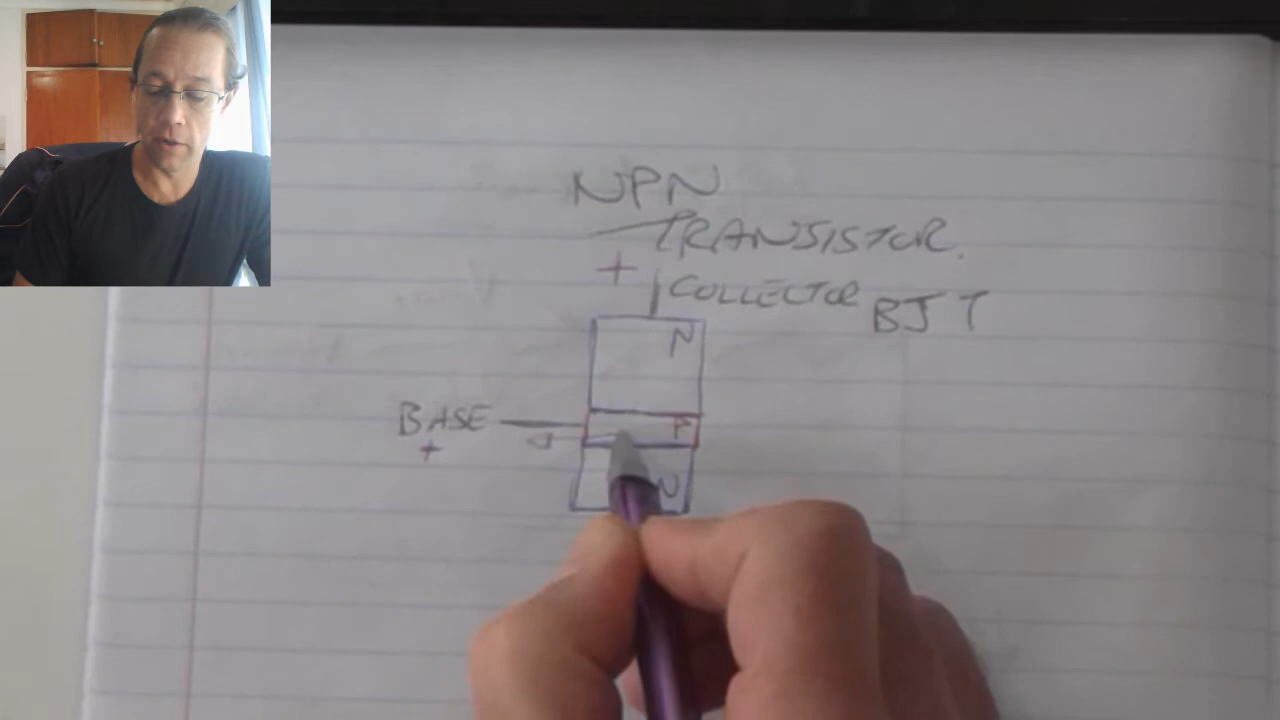 NPN
TRANSISTOR.
+
COLLECTOR
BJT
N
BASE
P
+
N